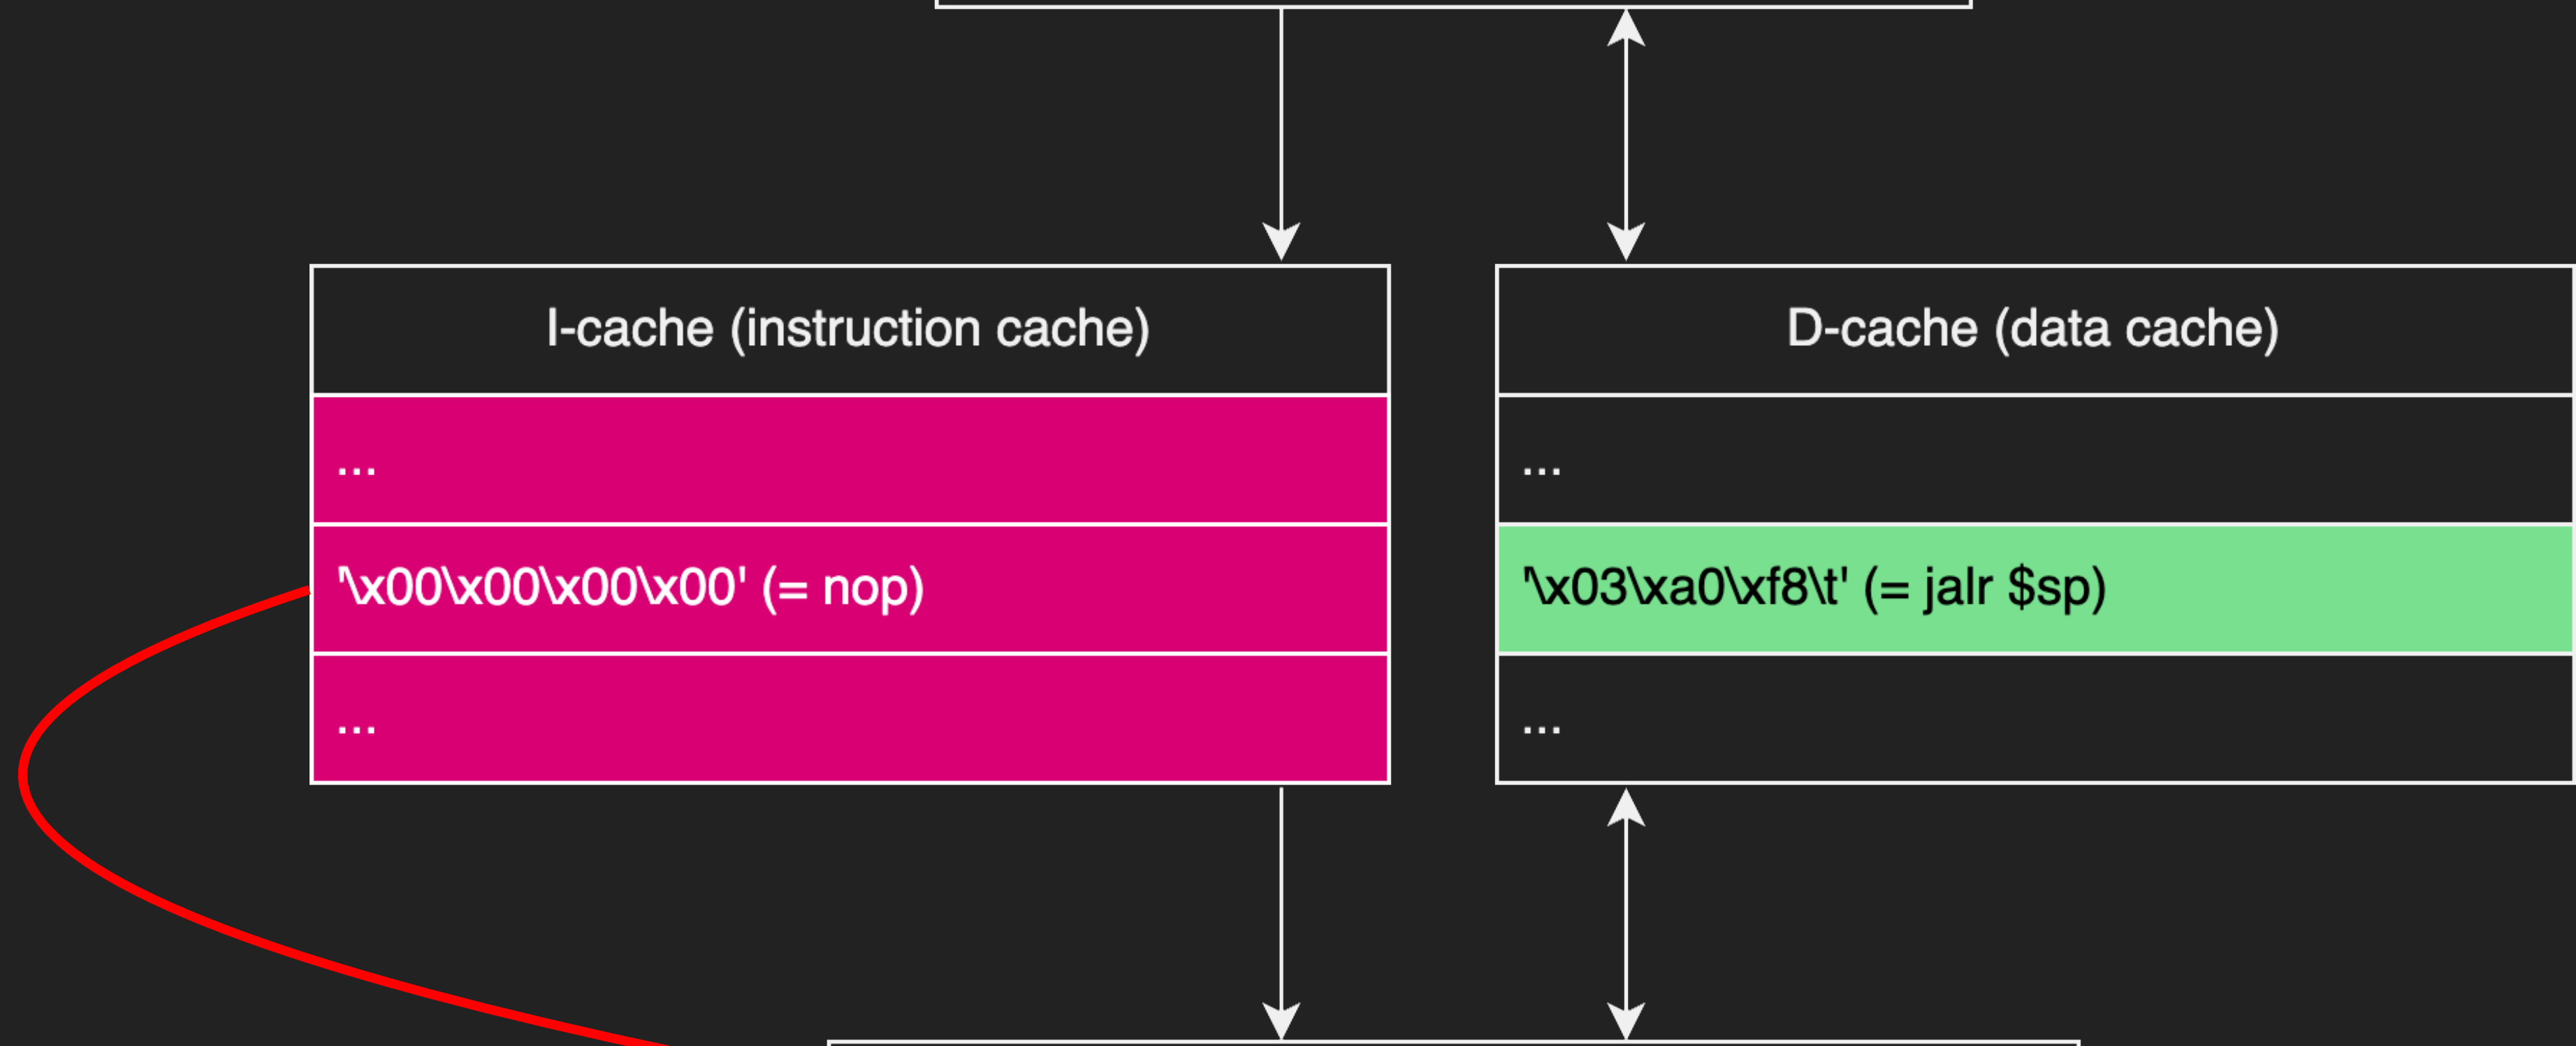 I-cache (instruction cache)
D-cache (data cache)
...
...
'\x00\x00\x00\x00' (= nop)
'\x03\xa0\xf8\t' (= jalr $sp)
...
...